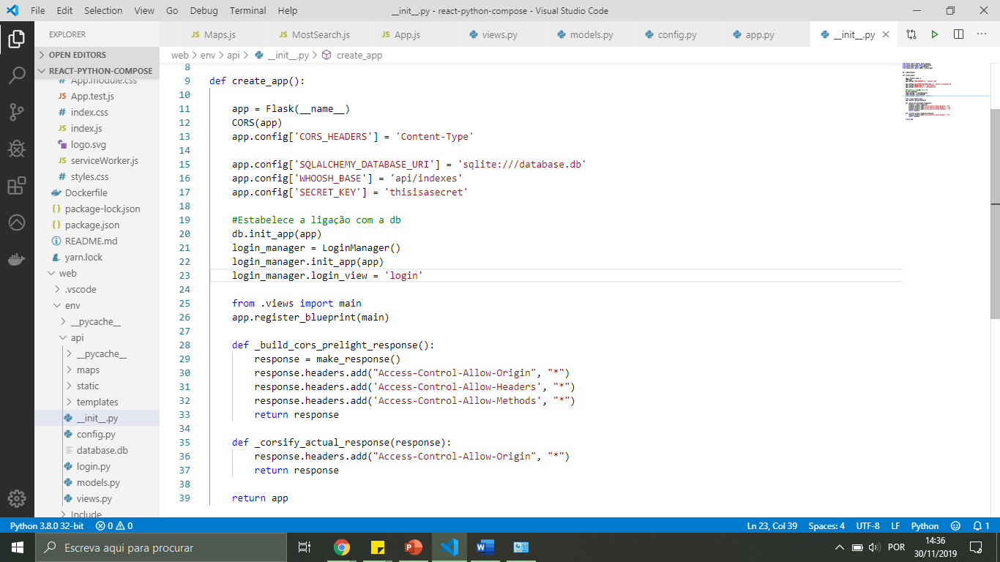 File Edit Selection View Go Debug Terminal Help
__init__.py - react-python-compose - Visual Studio Code
EXPLORER
OPEN EDITORS
REACT-PYTHON-COMPOSE
App.module.css
App.test.js
index.css
index.js
logo.svg
serviceWorker.js
styles.css
Dockerfile
package-lock.json
package.json
README.md
yarn.lock
web
.vscode
env
__pycache__
api
__pycache__
maps
static
templates
__init__.py
config.py
database.db
login.py
models.py
views.py
Include
JS Maps.js JS MostSearch.js JS App.js views.py models.py config.py app.py __init__.py
web > env > api > __init__.py > create_app
8
9 def create_app():
10
11 app = Flask(__name__)
12 CORS(app)
13 app.config['CORS_HEADERS'] = 'Content-Type'
14
15 app.config['SQLALCHEMY_DATABASE_URI'] = 'sqlite:///database.db'
16 app.config['WHOOSH_BASE'] = 'api/indexes'
17 app.config['SECRET_KEY'] = 'thisisasecret'
18
19 #Estabelece a ligação com a db
20 db.init_app(app)
21 login_manager = LoginManager()
22 login_manager.init_app(app)
23 login_manager.login_view = 'login'
24
25 from .views import main
26 app.register_blueprint(main)
27
28 def _build_cors_prelight_response():
29 response = make_response()
30 response.headers.add("Access-Control-Allow-Origin", "*")
31 response.headers.add('Access-Control-Allow-Headers', "*")
32 response.headers.add('Access-Control-Allow-Methods', "*")
33 return response
34
35 def _corsify_actual_response(response):
36 response.headers.add("Access-Control-Allow-Origin", "*")
37 return response
38
39 return app
Python 3.8.0 32-bit 0 0 Ln 23, Col 39 Spaces: 4 UTF-8 LF Python 1
Escreva aqui para procurar
POR
14:36
30/11/2019